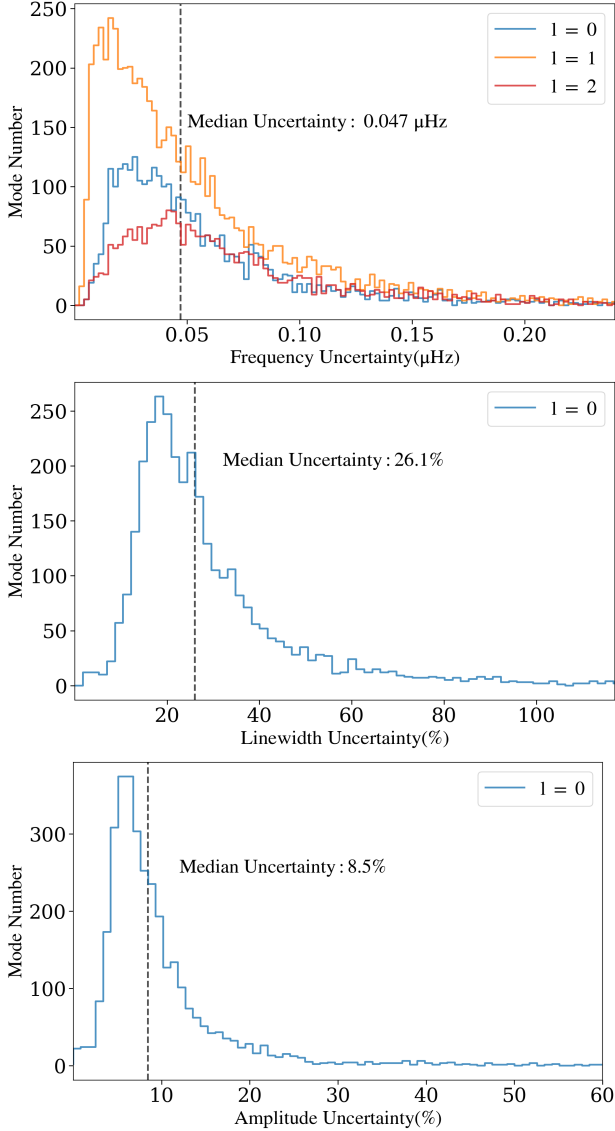 250
200
150
100
50
0
Mode Number
l = 0
l = 1
l = 2
Median Uncertainty: 0.047 μHz
0.05 0.10 0.15 0.20
Frequency Uncertainty(μHz)
250
200
150
100
50
0
Mode Number
l = 0
Median Uncertainty: 26.1%
20 40 60 80 100
Linewidth Uncertainty(%)
300
200
100
0
Mode Number
l = 0
Median Uncertainty: 8.5%
10 20 30 40 50 60
Amplitude Uncertainty(%)